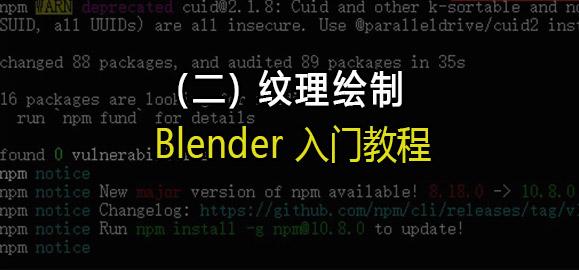 npm WARN deprecated cuid@2.1.8: Cuid and other k-sortable and no
SUID, all UUIDs) are all insecure. Use @paralleldrive/cuid2 inst
changed 88 packages, and audited 89 packages in 35s
(二) 纹理绘制
16 packages are looking for
run `npm fund` for details
Blender 入门教程
found 0 vulnerabi
npm notice
npm notice New major version of npm available! 8.18.0 -> 10.8.0
npm notice Changelog: https://github.com/npm/cli/releases/tag/v
npm notice Run npm install -g npm@10.8.0 to update!
npm notice